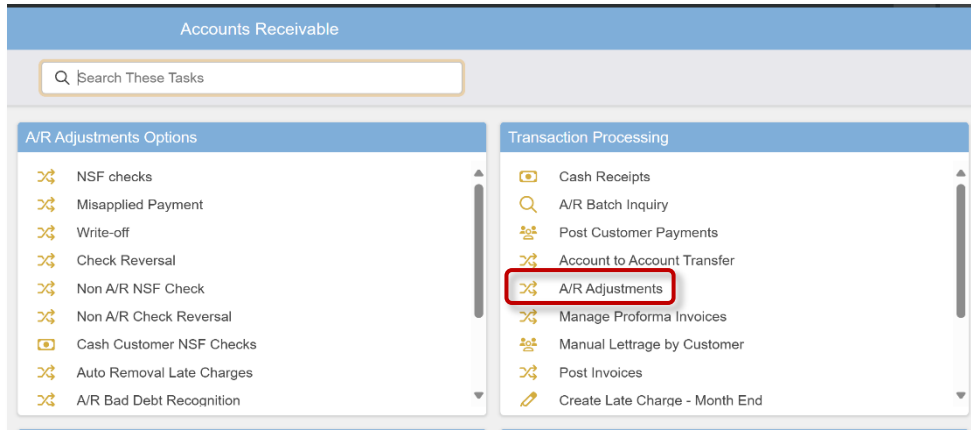 Accounts Receivable
Search These Tasks
A/R Adjustments Options
NSF checks
Misapplied Payment
Write-off
Check Reversal
Non A/R NSF Check
Non A/R Check Reversal
Cash Customer NSF Checks
Auto Removal Late Charges
A/R Bad Debt Recognition
Transaction Processing
Cash Receipts
A/R Batch Inquiry
Post Customer Payments
Account to Account Transfer
A/R Adjustments
Manage Proforma Invoices
Manual Lettrage by Customer
Post Invoices
Create Late Charge - Month End